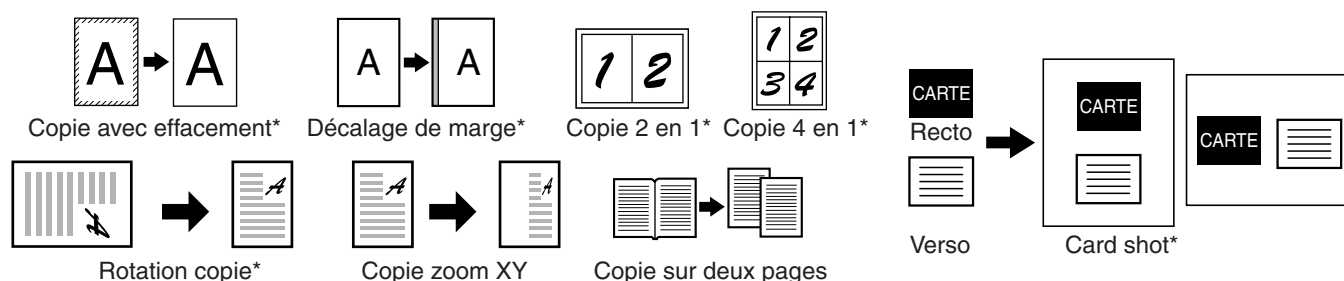 A A
A A
1 2
1 2
3 4
Copie avec effacement* Décalage de marge* Copie 2 en 1* Copie 4 en 1*
A A
A A
Rotation copie* Copie zoom XY Copie sur deux pages
CARTE
Recto
Verso
CARTE
CARTE
Card shot*